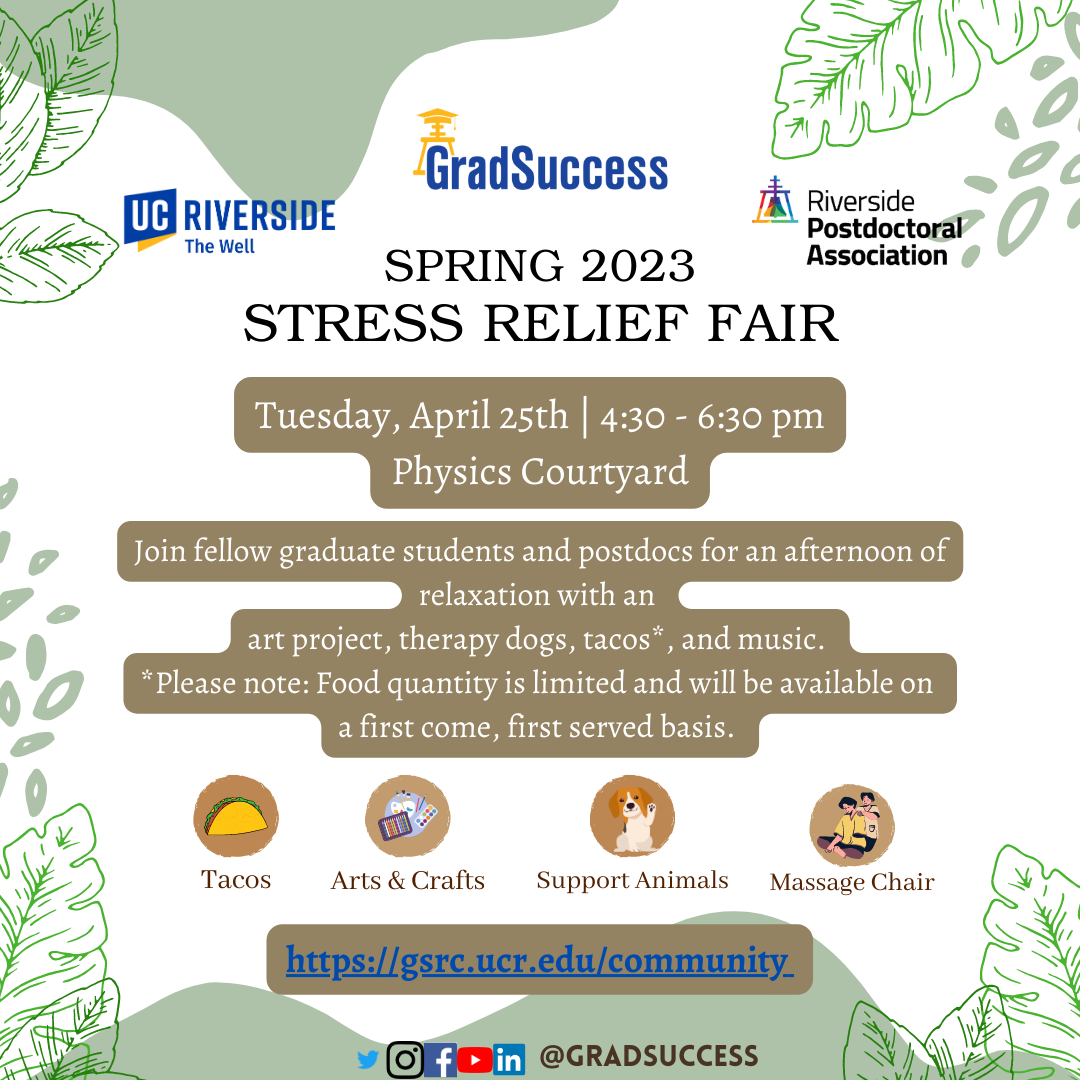 GradSuccess
UC RIVERSIDE
The Well
Riverside
Postdoctoral
Association
SPRING 2023
STRESS RELIEF FAIR
Tuesday, April 25th | 4:30 - 6:30 pm
Physics Courtyard
Join fellow graduate students and postdocs for an afternoon of
relaxation with an
art project, therapy dogs, tacos*, and music.
*Please note: Food quantity is limited and will be available on
a first come, first served basis.
Tacos
Arts & Crafts
Support Animals
Massage Chair
https://gsrc.ucr.edu/community
@GRADSUCCESS